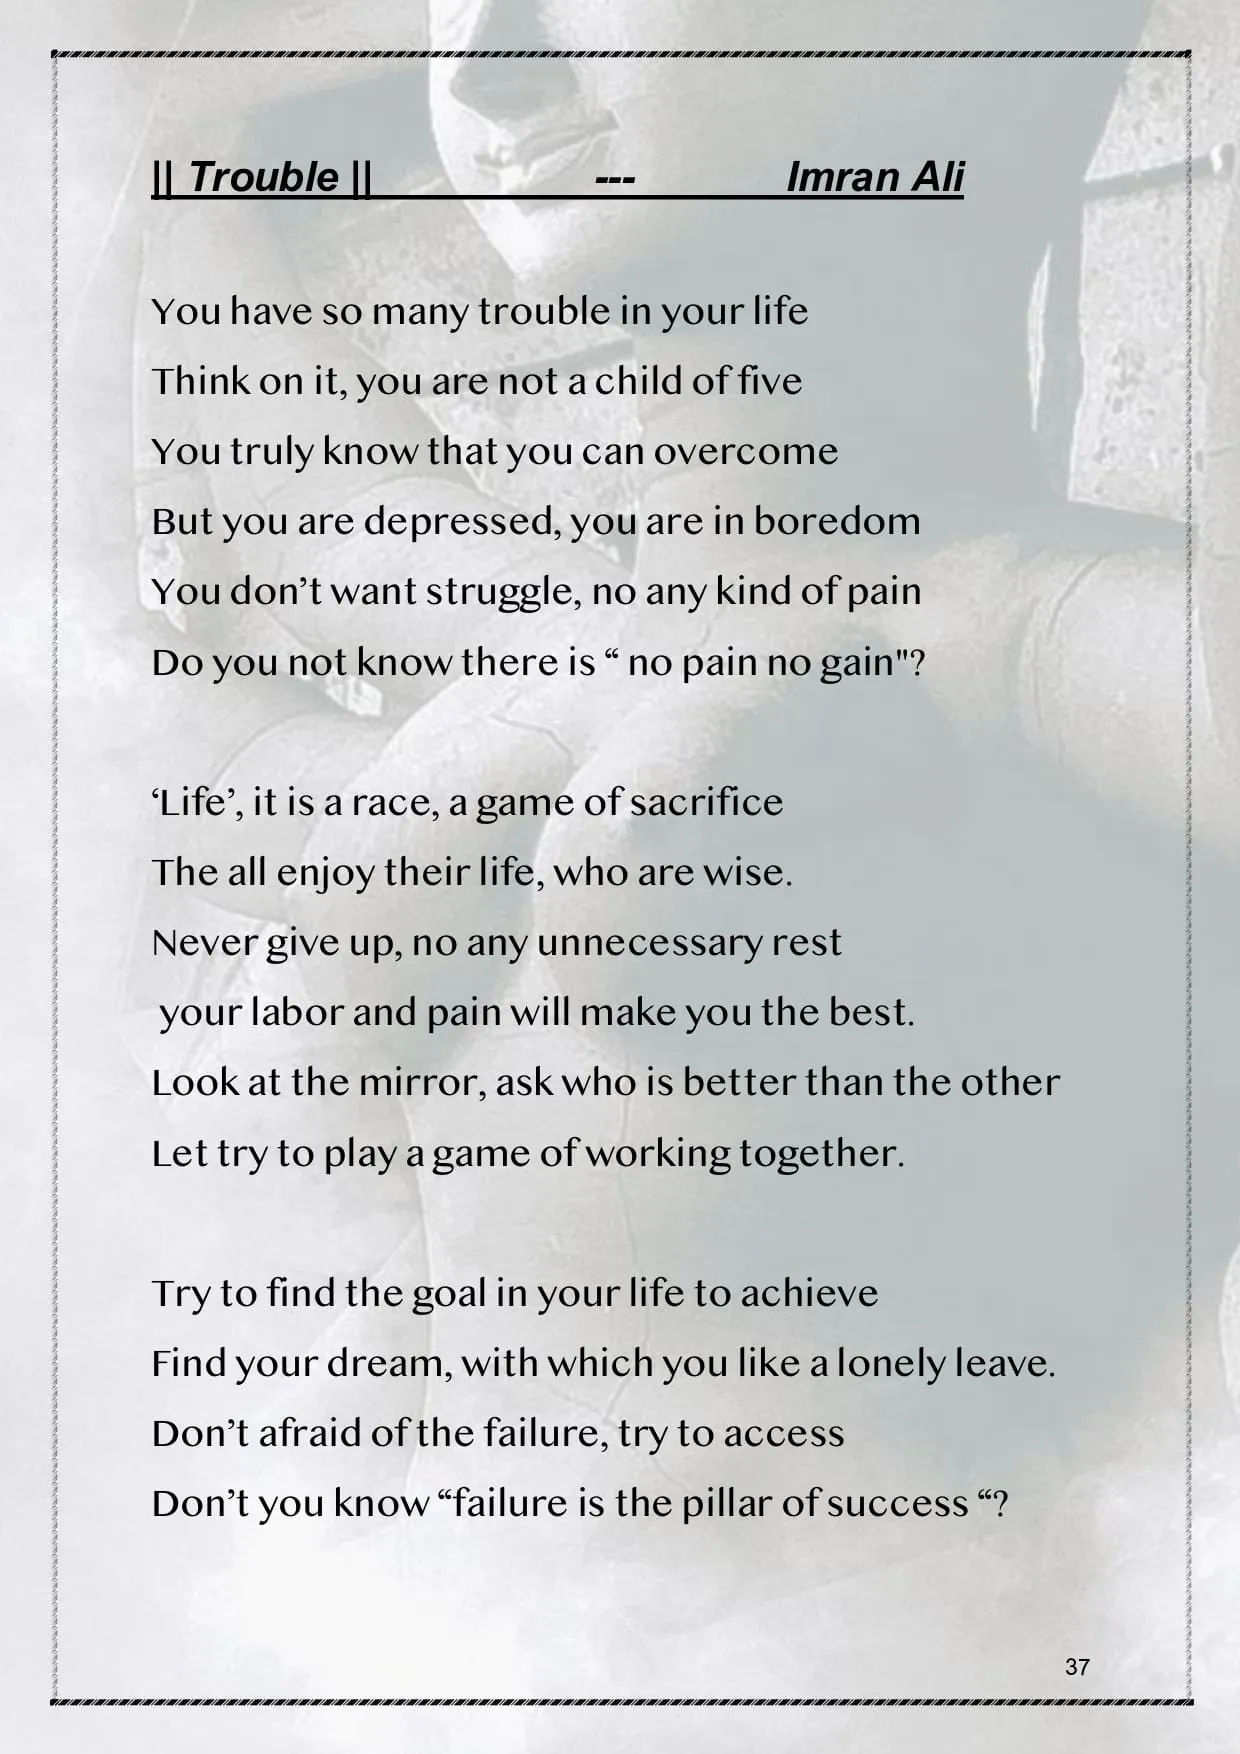 || Trouble || --- Imran Ali
You have so many trouble in your life
Think on it, you are not a child of five
You truly know that you can overcome
But you are depressed, you are in boredom
You don’t want struggle, no any kind of pain
Do you not know there is “ no pain no gain"?
‘Life’, it is a race, a game of sacrifice
The all enjoy their life, who are wise.
Never give up, no any unnecessary rest
your labor and pain will make you the best.
Look at the mirror, ask who is better than the other
Let try to play a game of working together.
Try to find the goal in your life to achieve
Find your dream, with which you like a lonely leave.
Don’t afraid of the failure, try to access
Don’t you know “failure is the pillar of success “?
37